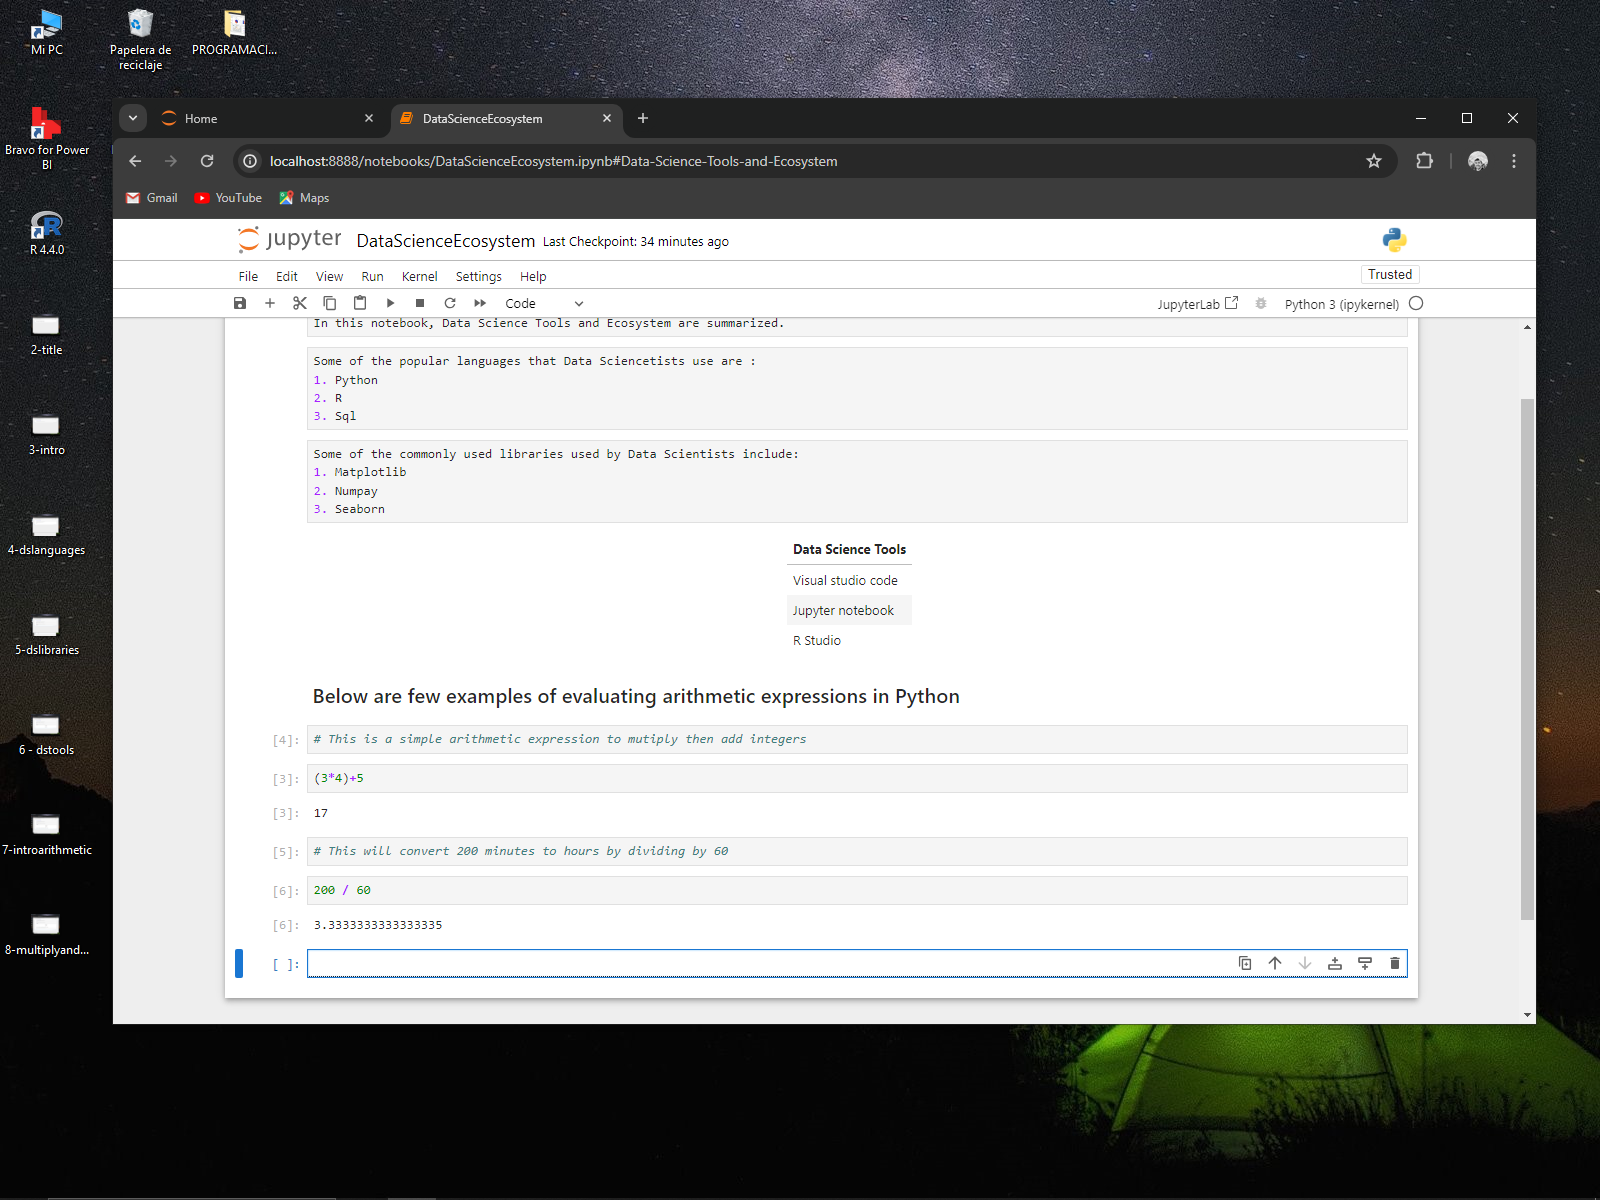 Mi PC
Papelera de
reciclaje
PROGRAMACI...
Bravo for Power
BI
R 4.4.0
2-title
3-intro
4-dslanguages
5-dslibraries
6 - dstools
7-introarithmetic
8-multiplyand...
Home
DataScienceEcosystem
localhost:8888/notebooks/DataScienceEcosystem.ipynb#Data-Science-Tools-and-Ecosystem
Gmail
YouTube
Maps
jupyter
DataScienceEcosystem
Last Checkpoint: 34 minutes ago
File
Edit
View
Run
Kernel
Settings
Help
Trusted
Code
JupyterLab
Python 3 (ipykernel)
In this notebook, Data Science Tools and Ecosystem are summarized.
Some of the popular languages that Data Sciencetists use are :
1. Python
2. R
3. Sql
Some of the commonly used libraries used by Data Scientists include:
1. Matplotlib
2. Numpay
3. Seaborn
Data Science Tools
Visual studio code
Jupyter notebook
R Studio
Below are few examples of evaluating arithmetic expressions in Python
[4]: # This is a simple arithmetic expression to mutiply then add integers
[3]: (3*4)+5
[3]: 17
[5]: # This will convert 200 minutes to hours by dividing by 60
[6]: 200 / 60
[6]: 3.3333333333333335
[ ]: